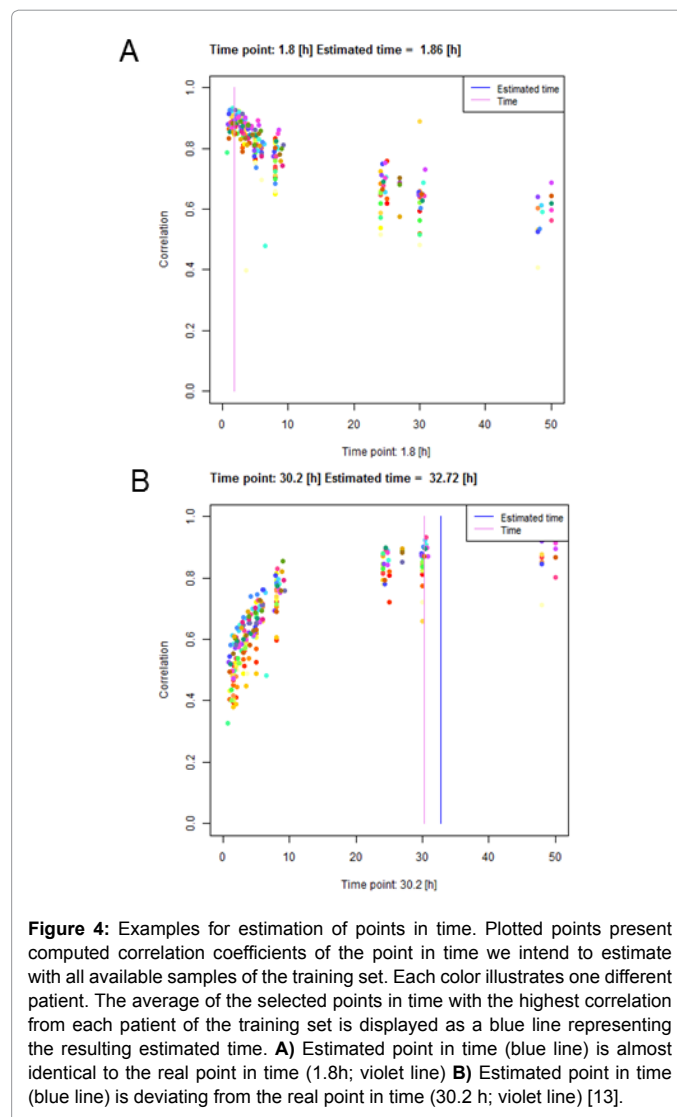 A
Time point: 1.8 [h] Estimated time = 1.86 [h]
Estimated time
Time
1.0
0.8
0.6
0.4
0.2
0.0
Correlation
0 10 20 30 40 50
Time point: 1.8 [h]
B
Time point: 30.2 [h] Estimated time = 32.72 [h]
Estimated time
Time
1.0
0.8
0.6
0.4
0.2
0.0
Correlation
0 10 20 30 40 50
Time point: 30.2 [h]
Figure 4: Examples for estimation of points in time. Plotted points present
computed correlation coefficients of the point in time we intend to estimate
with all available samples of the training set. Each color illustrates one different
patient. The average of the selected points in time with the highest correlation
from each patient of the training set is displayed as a blue line representing
the resulting estimated time. A) Estimated point in time (blue line) is almost
identical to the real point in time (1.8h; violet line) B) Estimated point in time
(blue line) is deviating from the real point in time (30.2 h; violet line) [13].